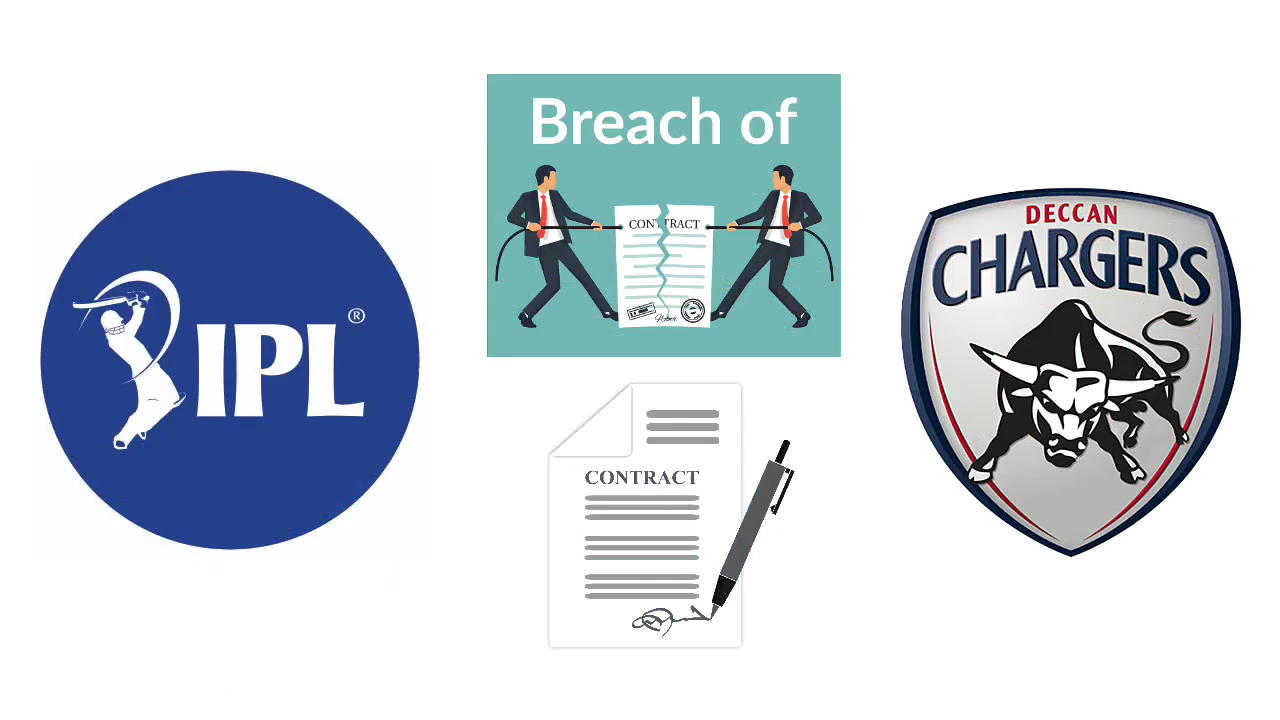 IPL®
Breach of
CONTRACT
CONTRACT
DECCAN
CHARGERS